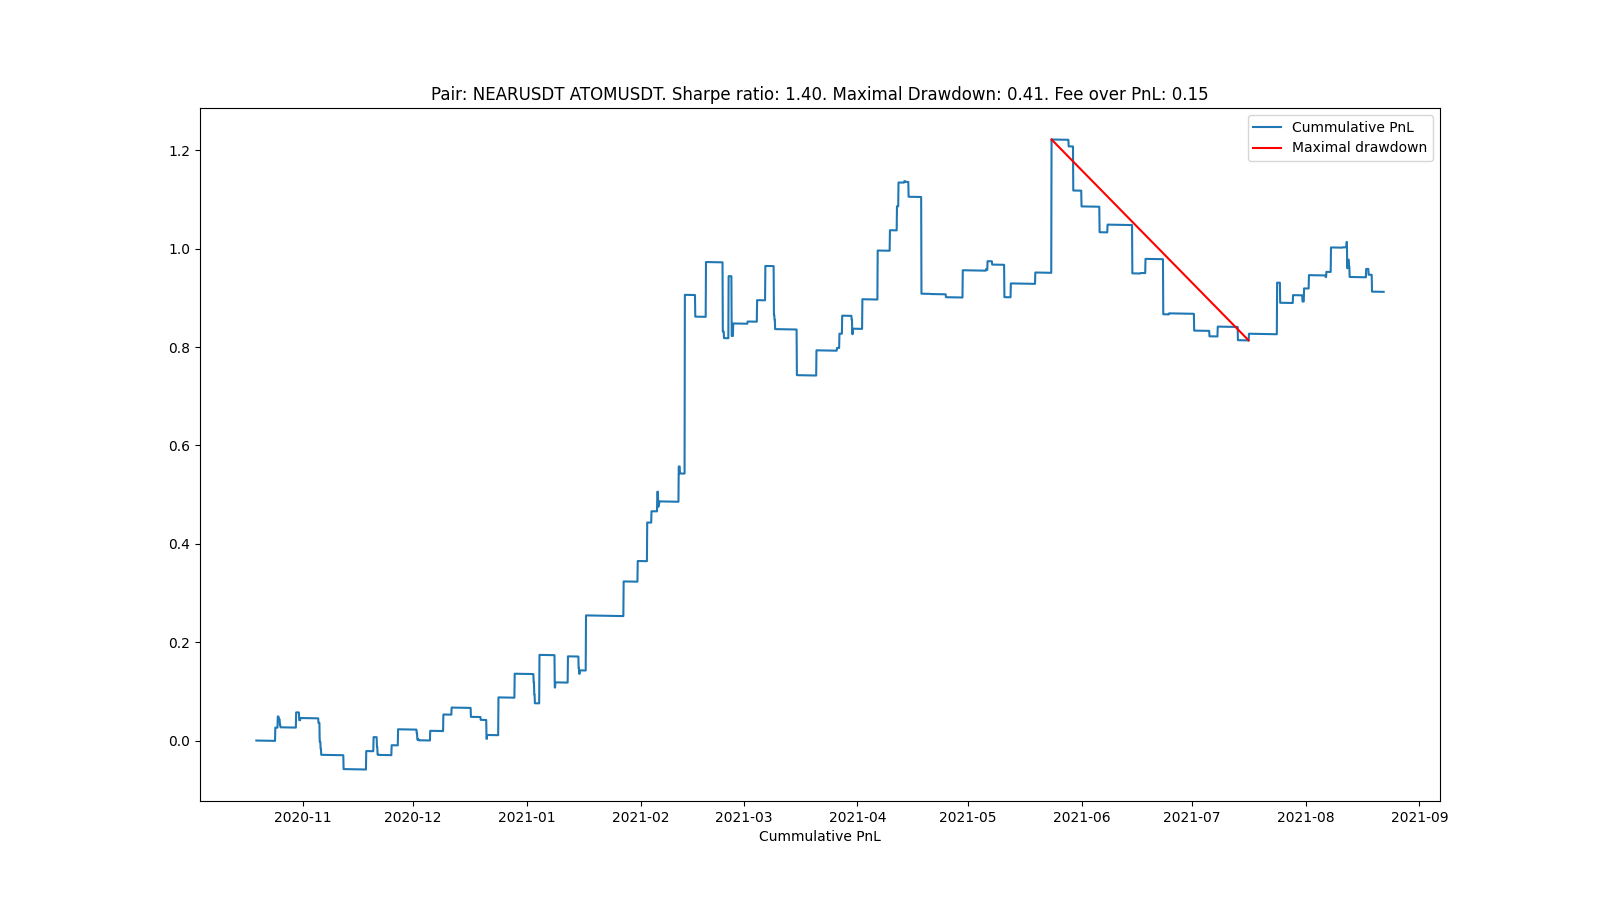 Pair: NEARUSDT ATOMUSDT. Sharpe ratio: 1.40. Maximal Drawdown: 0.41. Fee over PnL: 0.15
Cummulative PnL
Maximal drawdown
1.2
1.0
0.8
0.6
0.4
0.2
0.0
2020-11 2020-12 2021-01 2021-02 2021-03 2021-04 2021-05 2021-06 2021-07 2021-08 2021-09
Cummulative PnL